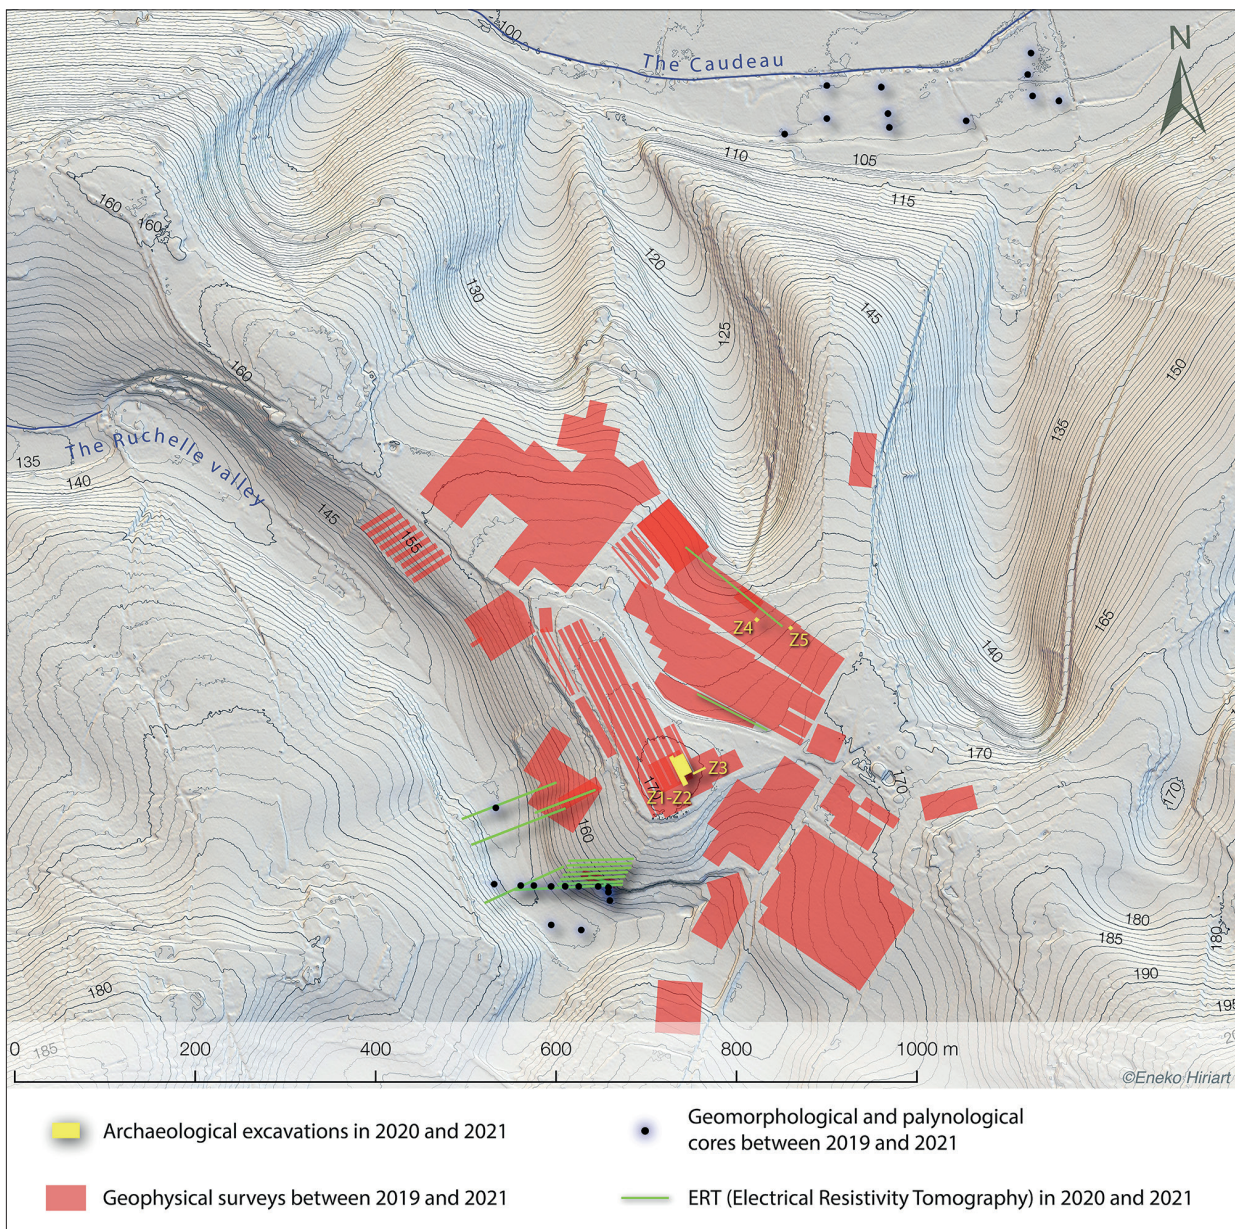 100
The Caudeau
N
110
105
115
160
160
120
130
145
125
150
160
135
The Ruchelle valley
135
140
145
155
165
Z4
Z5
140
170
170
Z3
17
Z1-Z2
170
160
180
185
180
190
180
195
0
200
400
600
800
1000 m
185
©Eneko Hiriart
Archaeological excavations in 2020 and 2021
Geomorphological and palynological
cores between 2019 and 2021
Geophysical surveys between 2019 and 2021
ERT (Electrical Resistivity Tomography) in 2020 and 2021